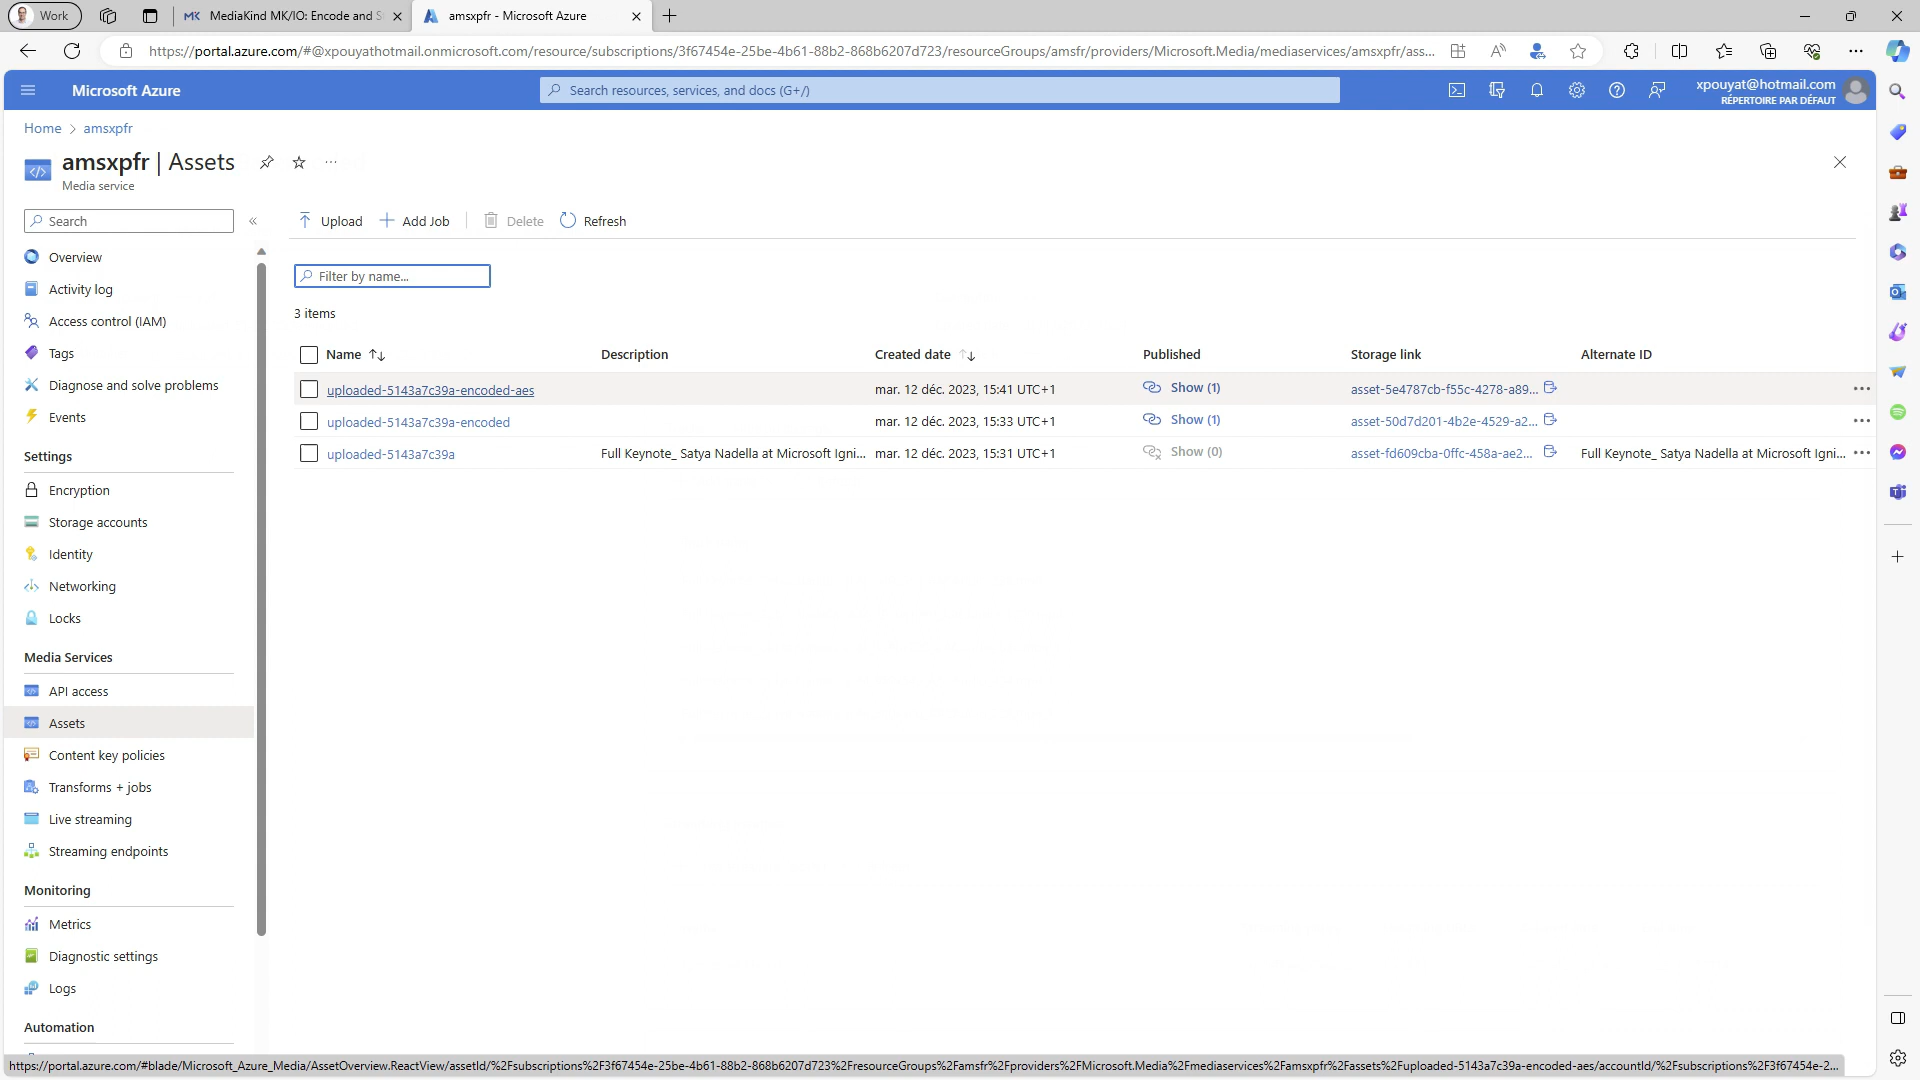 Work
MediaKind MK/IO: Encode and S
amsxpfr - Microsoft Azure
https://portal.azure.com/#@xpouyathotmail.onmicrosoft.com/resource/subscriptions/3f67454e-25be-4b61-88b2-868b6207d723/resourceGroups/amsfr/providers/Microsoft.Media/mediaservices/amsxpfr/ass...
Microsoft Azure
Search resources, services, and docs (G+/)
xpouyat@hotmail.com
RÉPERTOIRE PAR DÉFAUT
Home > amsxpfr
amsxpfr | Assets
Media service
Search
Upload
Add Job
Delete
Refresh
Overview
Activity log
Access control (IAM)
Tags
Diagnose and solve problems
Events
Settings
Encryption
Storage accounts
Identity
Networking
Locks
Media Services
API access
Assets
Content key policies
Transforms + jobs
Live streaming
Streaming endpoints
Monitoring
Metrics
Diagnostic settings
Logs
Automation
Filter by name...
3 items
Name Description Created date Published Storage link Alternate ID
uploaded-5143a7c39a-encoded-aes mar. 12 déc. 2023, 15:41 UTC+1 Show (1) asset-5e4787cb-f55c-4278-a89...
uploaded-5143a7c39a-encoded mar. 12 déc. 2023, 15:33 UTC+1 Show (1) asset-50d7d201-4b2e-4529-a2...
uploaded-5143a7c39a Full Keynote_ Satya Nadella at Microsoft Igni... mar. 12 déc. 2023, 15:31 UTC+1 Show (0) asset-fd609cba-0ffc-458a-ae2... Full Keynote_ Satya Nadella at Microsoft Igni...
https://portal.azure.com/#blade/Microsoft_Azure_Media/AssetOverview.ReactView/assetId/%2Fsubscriptions%2F3f67454e-25be-4b61-88b2-868b6207d723%2FresourceGroups%2Famsfr%2Fproviders%2FMicrosoft.Media%2Fmediaservices%2Famsxpfr%2Fassets%2Fuploaded-5143a7c39a-encoded-aes/accountId/%2Fsubscriptions%2F3f67454e-2...